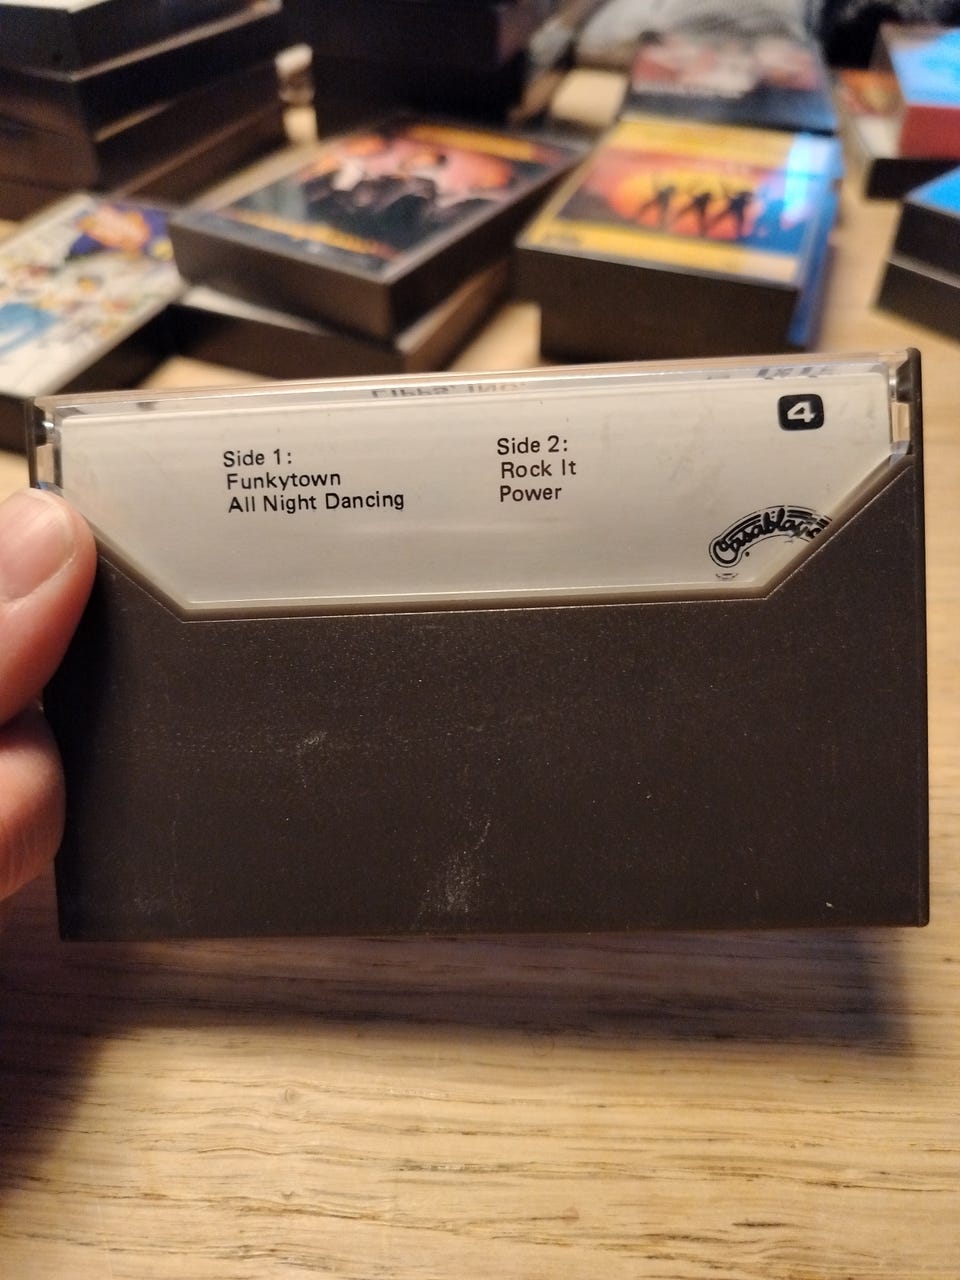 4
Side 1:
Funkytown
All Night Dancing
Side 2:
Rock It
Power
Casablanca